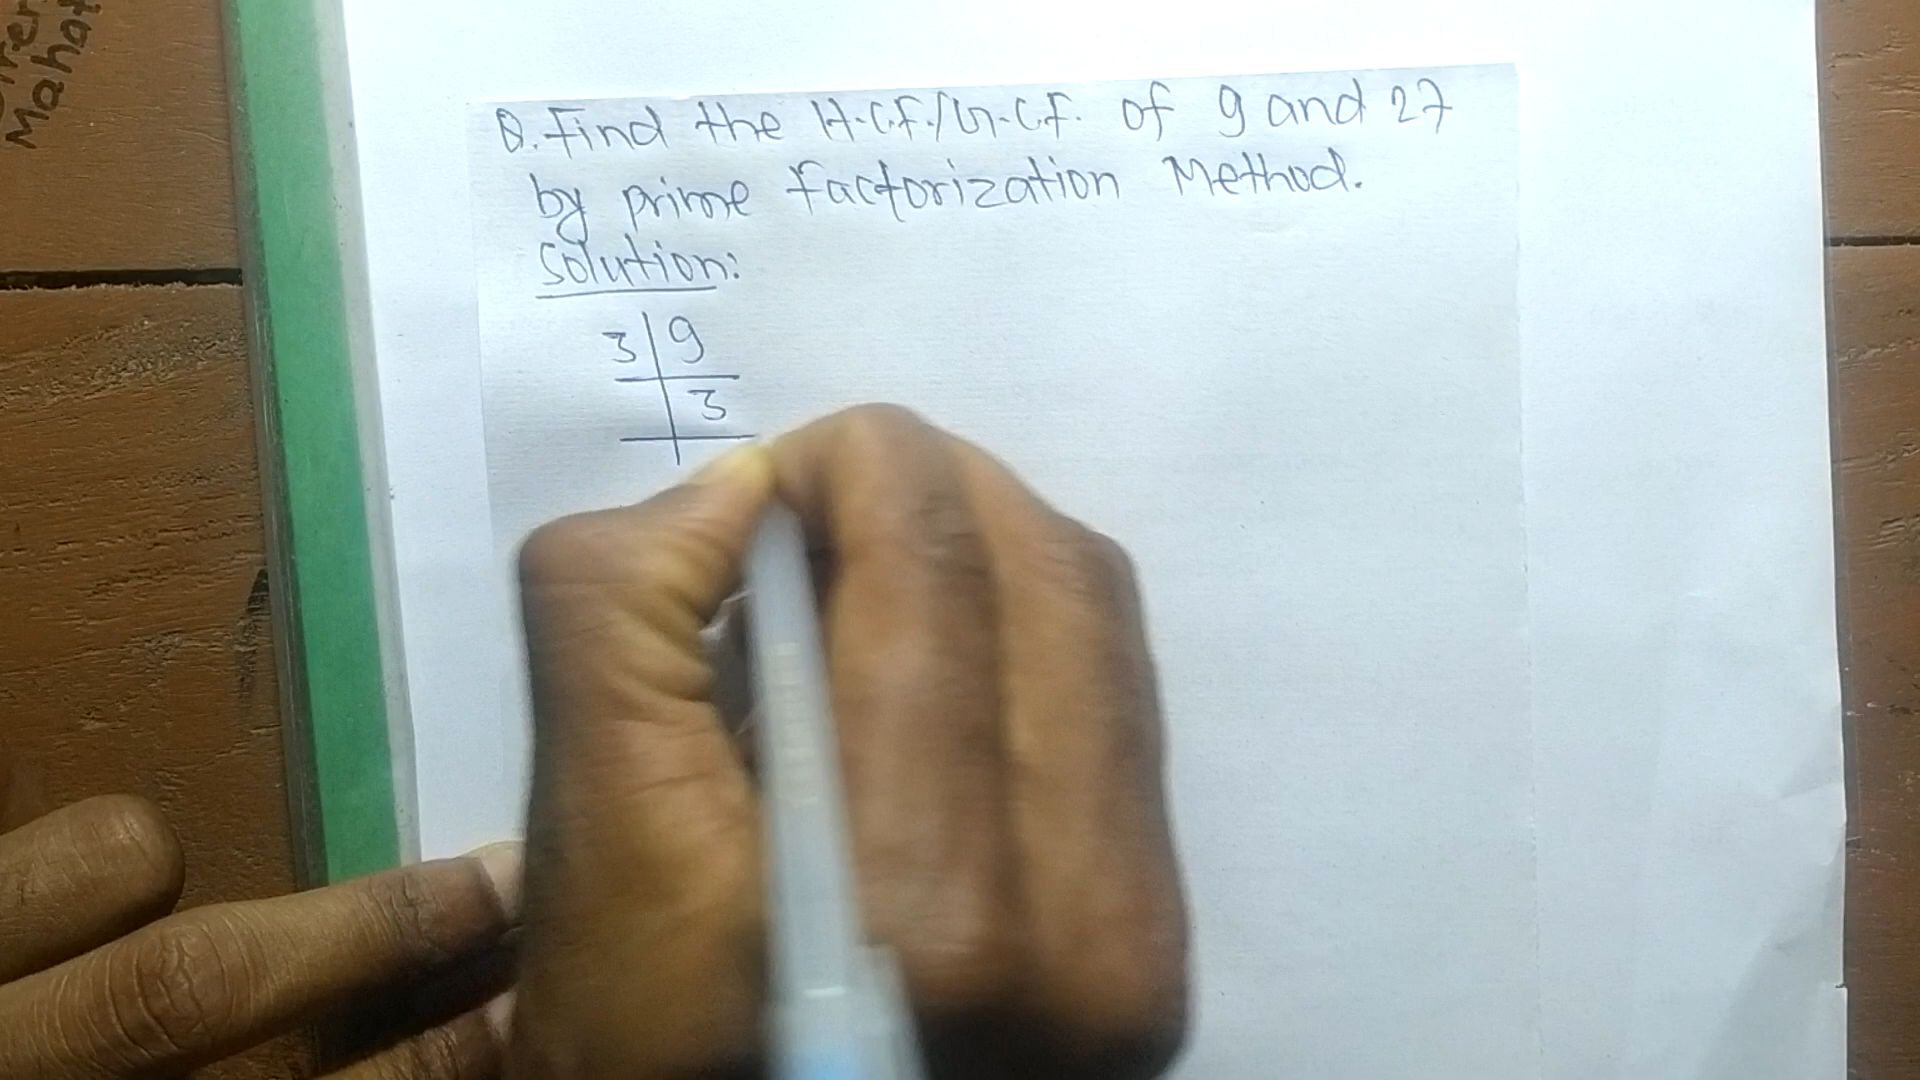 Q. Find the H.C.F./G.C.F. of 9 and 27
by prime factorization Method.
Solution:
3 9
3